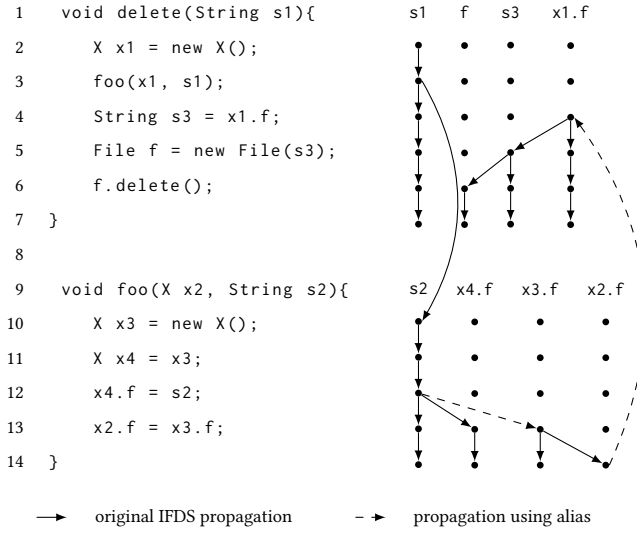 1 void delete(String s1){ s1 f s3 x1.f
2 X x1 = new X();
3 foo(x1, s1);
4 String s3 = x1.f;
5 File f = new File(s3);
6 f.delete();
7 }
8
9 void foo(X x2, String s2){ s2 x4.f x3.f x2.f
10 X x3 = new X();
11 X x4 = x3;
12 x4.f = s2;
13 x2.f = x3.f;
14 }
original IFDS propagation propagation using alias